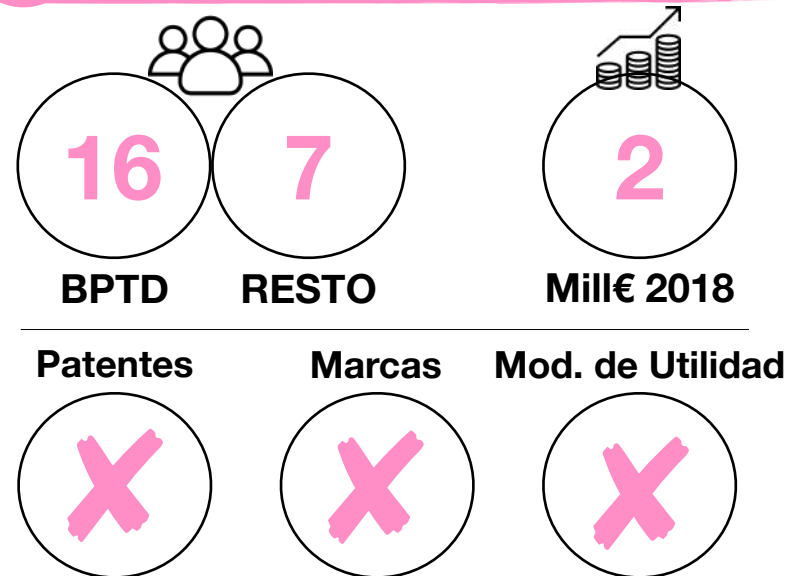 16 7 2
BPTD RESTO Mill€ 2018
Patentes Marcas Mod. de Utilidad